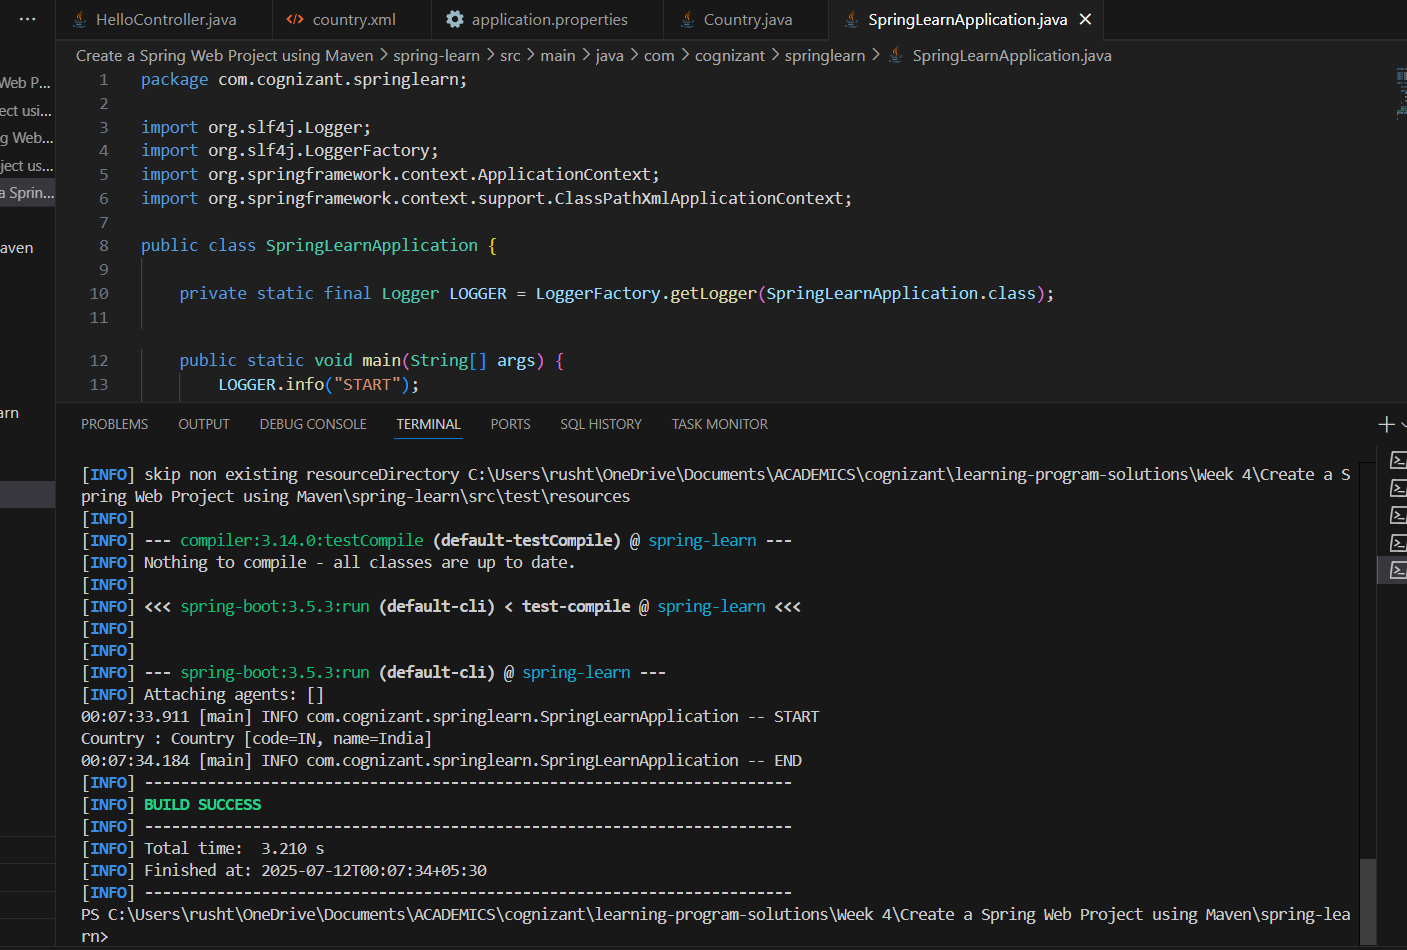 HelloController.java country.xml application.properties Country.java SpringLearnApplication.java
Create a Spring Web Project using Maven > spring-learn > src > main > java > com > cognizant > springlearn > SpringLearnApplication.java
Web P...
ect usi...
g Web...
ject us...
a Sprin...
aven
arn
1 package com.cognizant.springlearn;
2
3 import org.slf4j.Logger;
4 import org.slf4j.LoggerFactory;
5 import org.springframework.context.ApplicationContext;
6 import org.springframework.context.support.ClassPathXmlApplicationContext;
7
8 public class SpringLearnApplication {
9
10 private static final Logger LOGGER = LoggerFactory.getLogger(SpringLearnApplication.class);
11
12 public static void main(String[] args) {
13 LOGGER.info("START");
PROBLEMS OUTPUT DEBUG CONSOLE TERMINAL PORTS SQL HISTORY TASK MONITOR
[INFO] skip non existing resourceDirectory C:\Users\rusht\OneDrive\Documents\ACADEMICS\cognizant\learning-program-solutions\Week 4\Create a S
pring Web Project using Maven\spring-learn\src\test\resources
[INFO]
[INFO] --- compiler:3.14.0:testCompile (default-testCompile) @ spring-learn ---
[INFO] Nothing to compile - all classes are up to date.
[INFO]
[INFO] <<< spring-boot:3.5.3:run (default-cli) < test-compile @ spring-learn <<<
[INFO]
[INFO]
[INFO] --- spring-boot:3.5.3:run (default-cli) @ spring-learn ---
[INFO] Attaching agents: []
00:07:33.911 [main] INFO com.cognizant.springlearn.SpringLearnApplication -- START
Country : Country [code=IN, name=India]
00:07:34.184 [main] INFO com.cognizant.springlearn.SpringLearnApplication -- END
[INFO] ------------------------------------------------------------------------
[INFO] BUILD SUCCESS
[INFO] ------------------------------------------------------------------------
[INFO] Total time:  3.210 s
[INFO] Finished at: 2025-07-12T00:07:34+05:30
[INFO] ------------------------------------------------------------------------
PS C:\Users\rusht\OneDrive\Documents\ACADEMICS\cognizant\learning-program-solutions\Week 4\Create a Spring Web Project using Maven\spring-lea
rn>